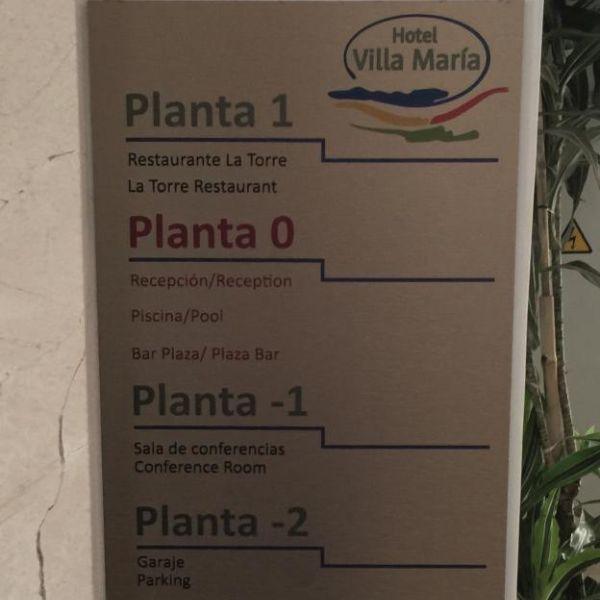 Hotel
Villa María
Planta 1
Restaurante La Torre
La Torre Restaurant
Planta 0
Recepción/Reception
Piscina/Pool
Bar Plaza/ Plaza Bar
Planta -1
Sala de conferencias
Conference Room
Planta -2
Garaje
Parking